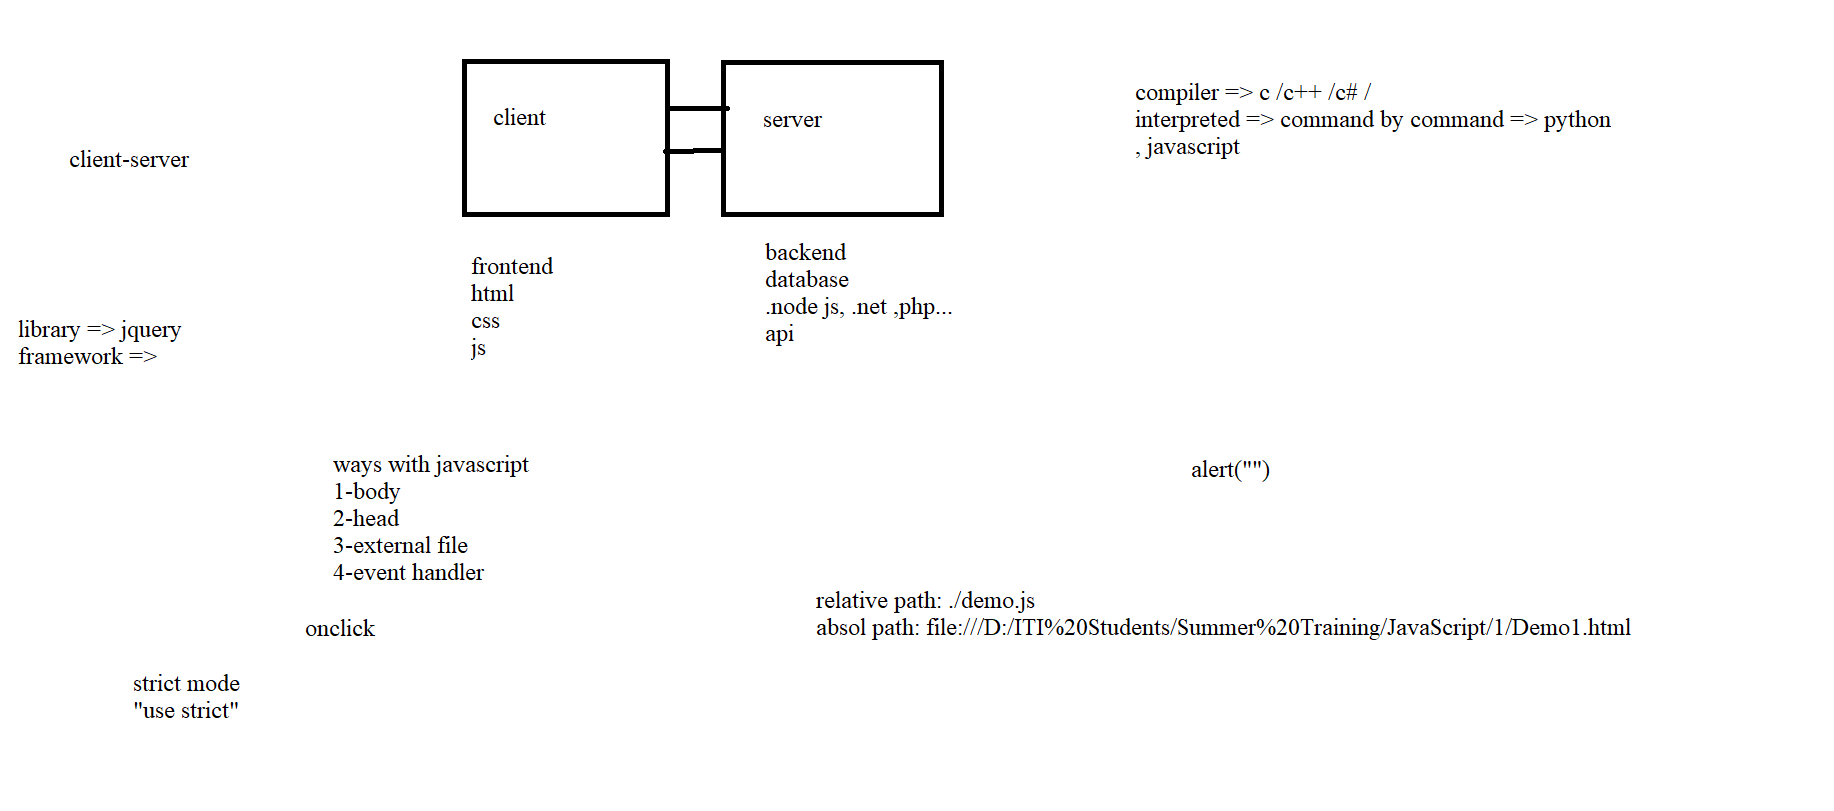 client-server
client
server
compiler => c /c++ /c# /
interpreted => command by command => python
, javascript
frontend
html
css
js
backend
database
.node js, .net ,php...
api
library => jquery
framework =>
ways with javascript
1-body
2-head
3-external file
4-event handler
alert("")
onclick
relative path: ./demo.js
absol path: file:///D:/ITI%20Students/Summer%20Training/JavaScript/1/Demo1.html
strict mode
"use strict"